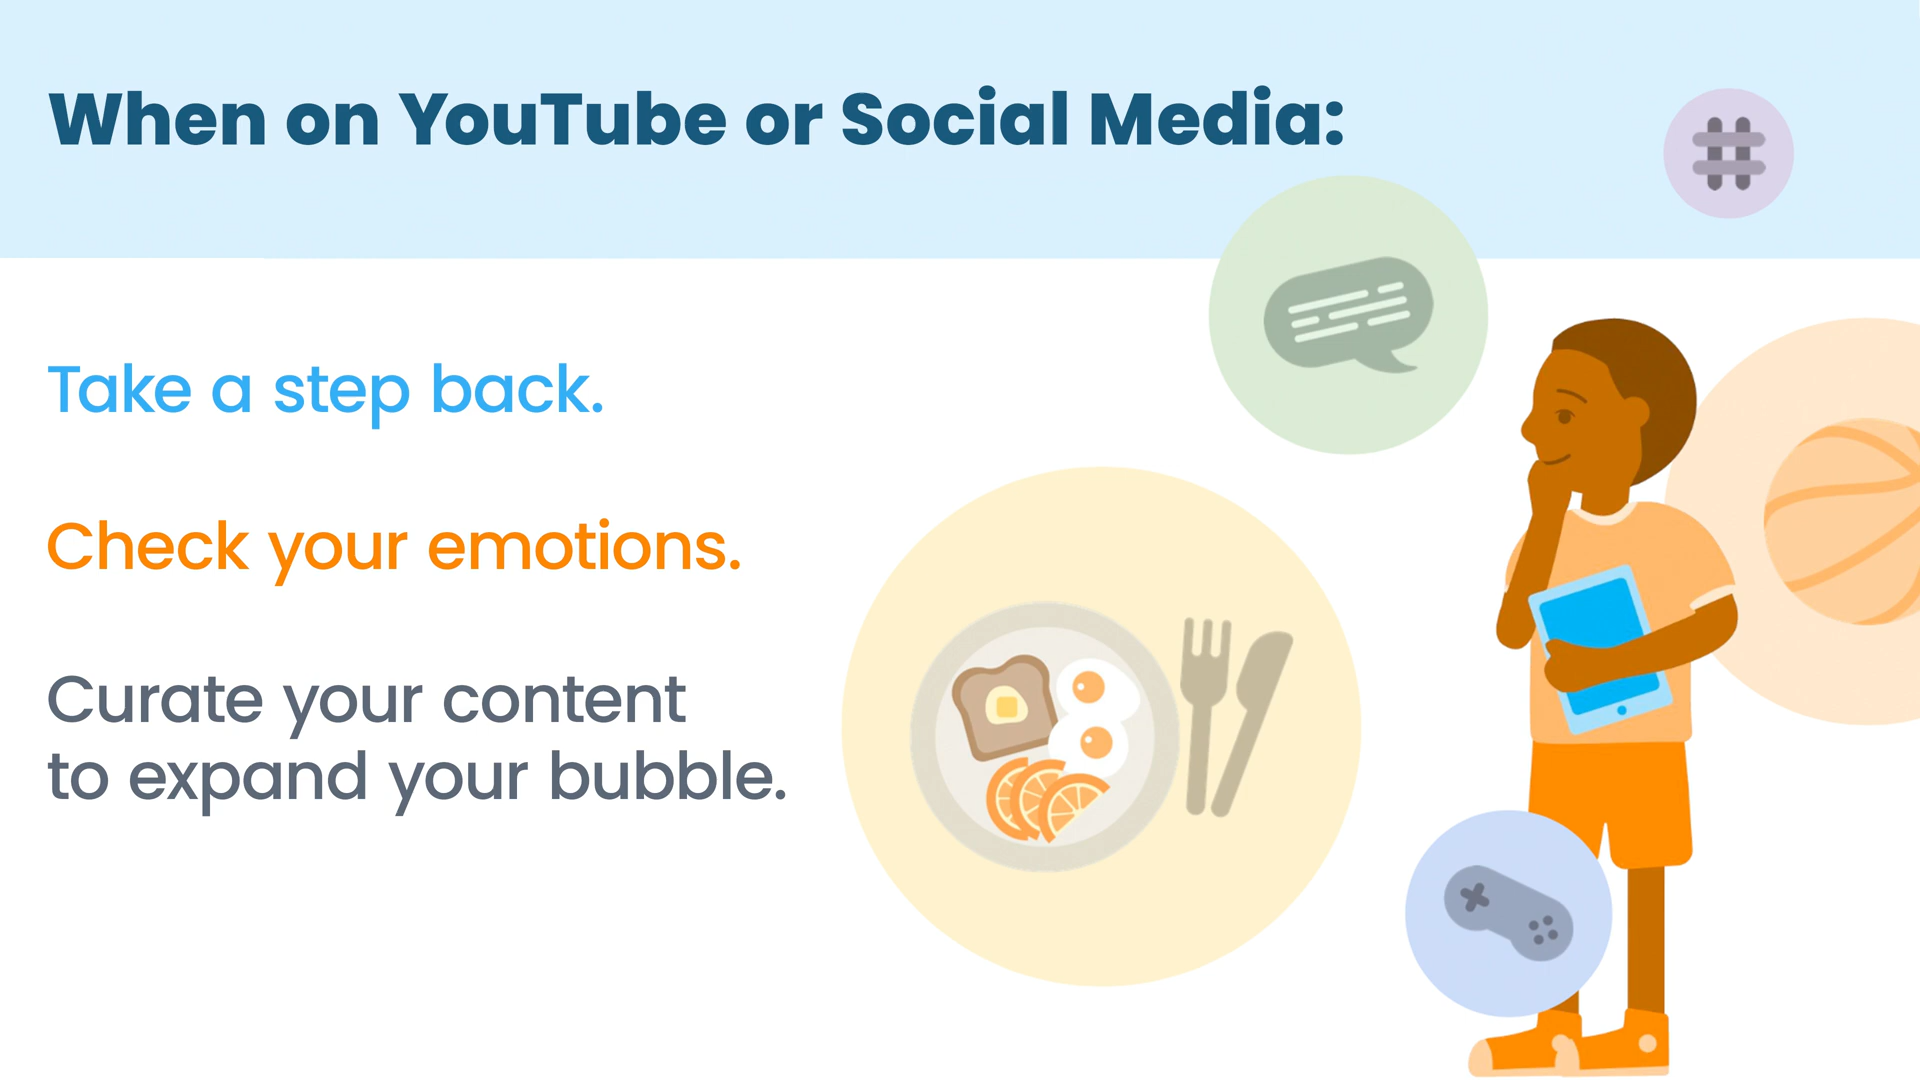 When on YouTube or Social Media:
Take a step back.
Check your emotions.
Curate your content
to expand your bubble.